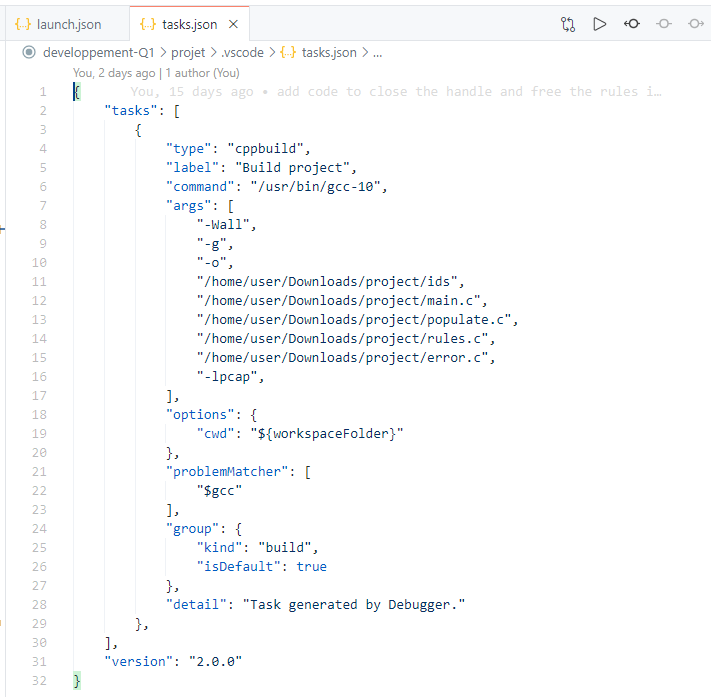 {..} launch.json {..} tasks.json ×
developpement-Q1 > projet > .vscode > {..} tasks.json > ...
You, 2 days ago | 1 author (You)
1 { You, 15 days ago • add code to close the handle and free the rules i…
2 "tasks": [
3 {
4 "type": "cppbuild",
5 "label": "Build project",
6 "command": "/usr/bin/gcc-10",
7 "args": [
8 "-Wall",
9 "-g",
10 "-o",
11 "/home/user/Downloads/project/ids",
12 "/home/user/Downloads/project/main.c",
13 "/home/user/Downloads/project/populate.c",
14 "/home/user/Downloads/project/rules.c",
15 "/home/user/Downloads/project/error.c",
16 "-lpcap",
17 ],
18 "options": {
19 "cwd": "${workspaceFolder}"
20 },
21 "problemMatcher": [
22 "$gcc"
23 ],
24 "group": {
25 "kind": "build",
26 "isDefault": true
27 },
28 "detail": "Task generated by Debugger."
29 },
30 ],
31 "version": "2.0.0"
32 }